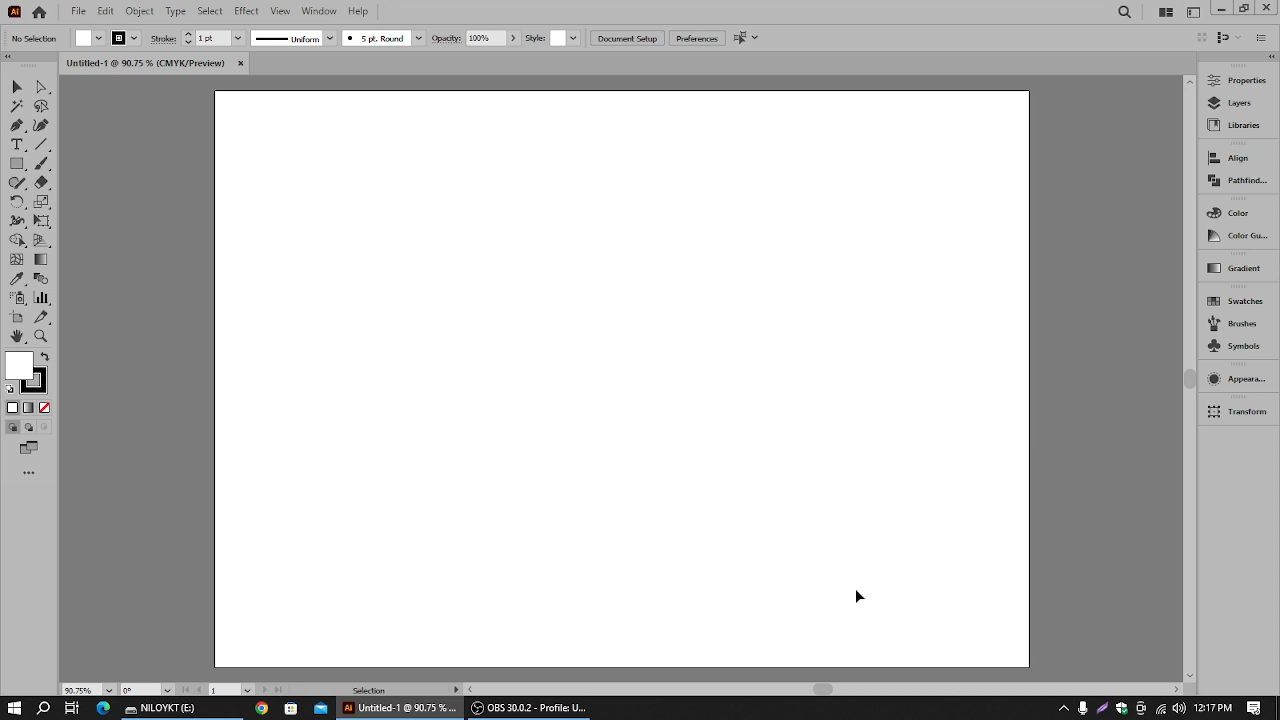 Ai File Edit Object Type Select Effect View Window Help
No Selection Stroke: 1 pt Uniform 5 pt. Round Opacity: 100% Style: Document Setup Preferences
Untitled-1 @ 90.75 % (CMYK/Preview) ×
Properties
Layers
Libraries
Align
Pathfind...
Color
Color Gu...
Gradient
Swatches
Brushes
Symbols
Appeara...
Transform
90.75% 0° 1 Selection
NILOYKT (E:) Ai Untitled-1 @ 90.75 % ... OBS 30.0.2 - Profile: U... 12:17 PM